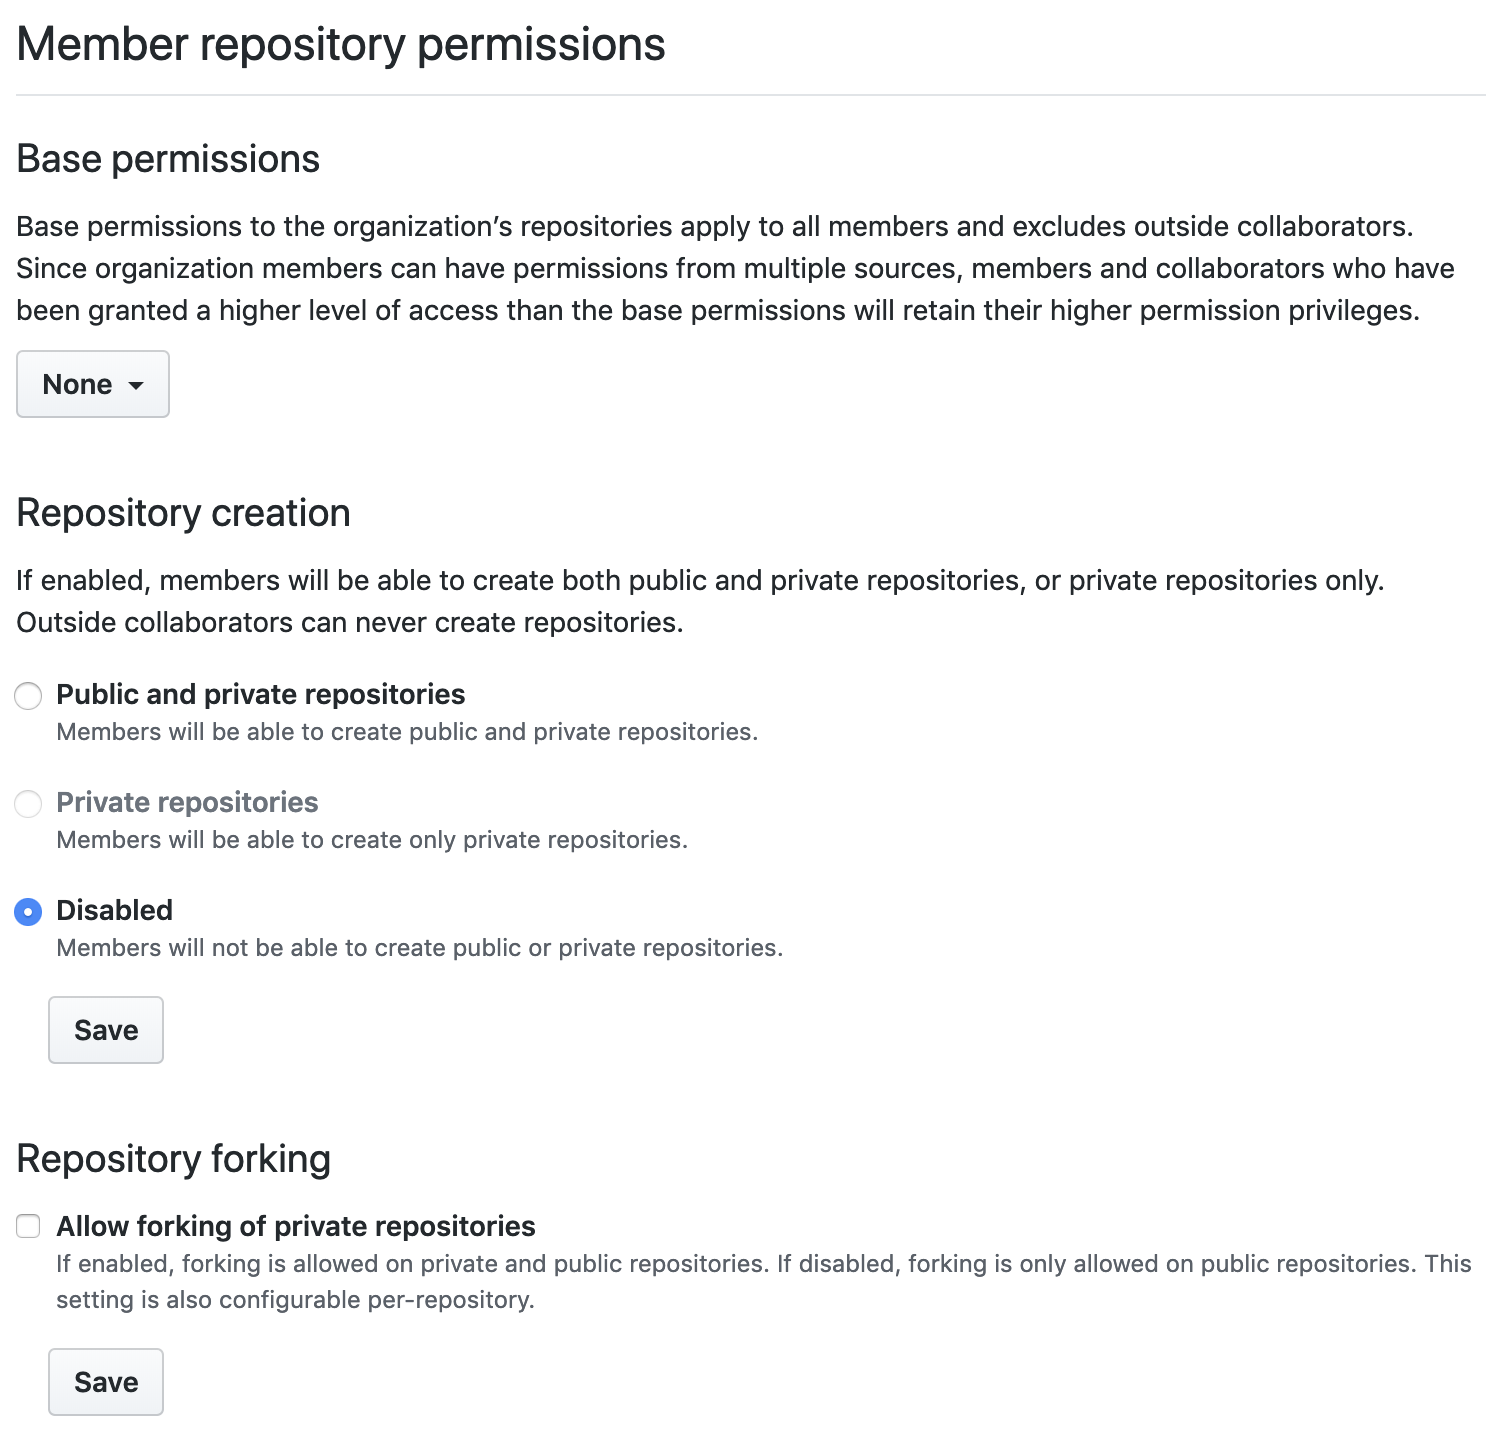 Member repository permissions
Base permissions
Base permissions to the organization’s repositories apply to all members and excludes outside collaborators.
Since organization members can have permissions from multiple sources, members and collaborators who have
been granted a higher level of access than the base permissions will retain their higher permission privileges.
None
Repository creation
If enabled, members will be able to create both public and private repositories, or private repositories only.
Outside collaborators can never create repositories.
Public and private repositories
Members will be able to create public and private repositories.
Private repositories
Members will be able to create only private repositories.
Disabled
Members will not be able to create public or private repositories.
Save
Repository forking
Allow forking of private repositories
If enabled, forking is allowed on private and public repositories. If disabled, forking is only allowed on public repositories. This
setting is also configurable per-repository.
Save